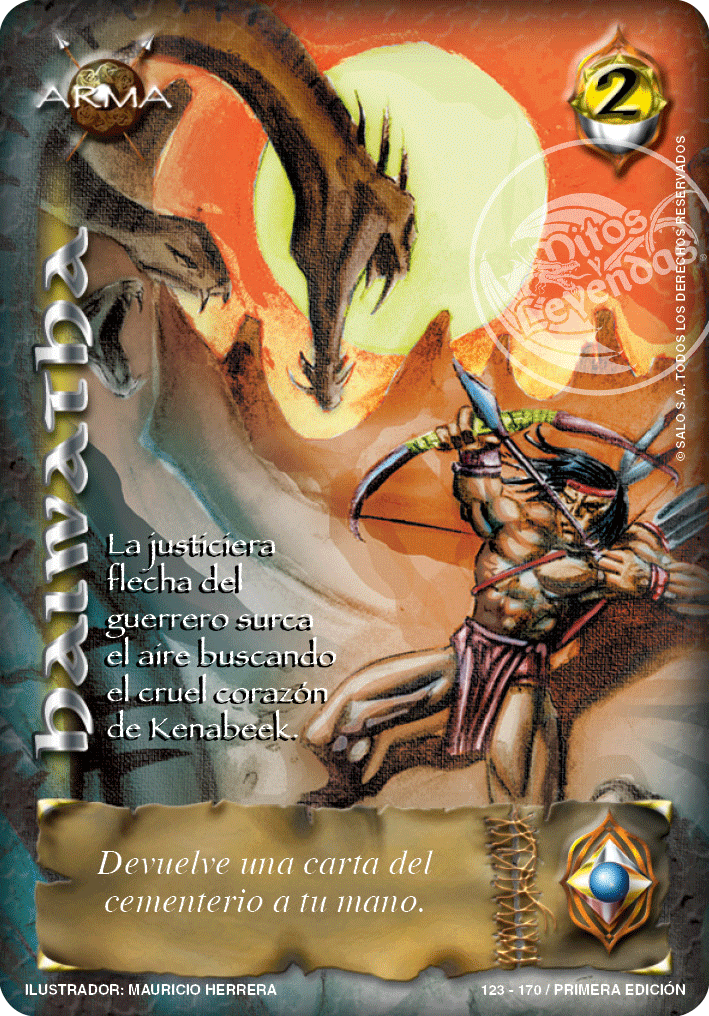 ARMA
2
Mitos
y
Leyendas
®
© SALO S.A. TODOS LOS DERECHOS RESERVADOS
haiwatha
La justiciera
flecha del
guerrero surca
el aire buscando
el cruel corazón
de Kenabeek.
Devuelve una carta del
cementerio a tu mano.
ILUSTRADOR: MAURICIO HERRERA
123 - 170 / PRIMERA EDICIÓN